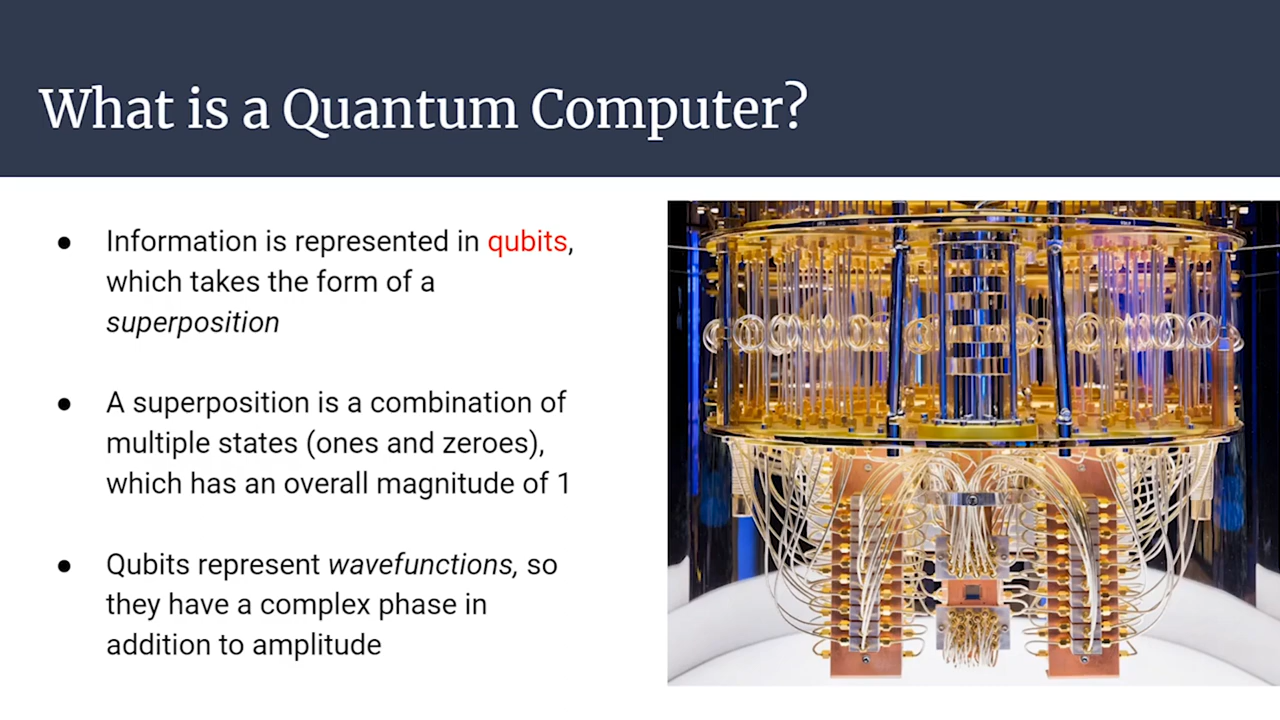 What is a Quantum Computer?
● Information is represented in qubits,
which takes the form of a
superposition
● A superposition is a combination of
multiple states (ones and zeroes),
which has an overall magnitude of 1
● Qubits represent wavefunctions, so
they have a complex phase in
addition to amplitude